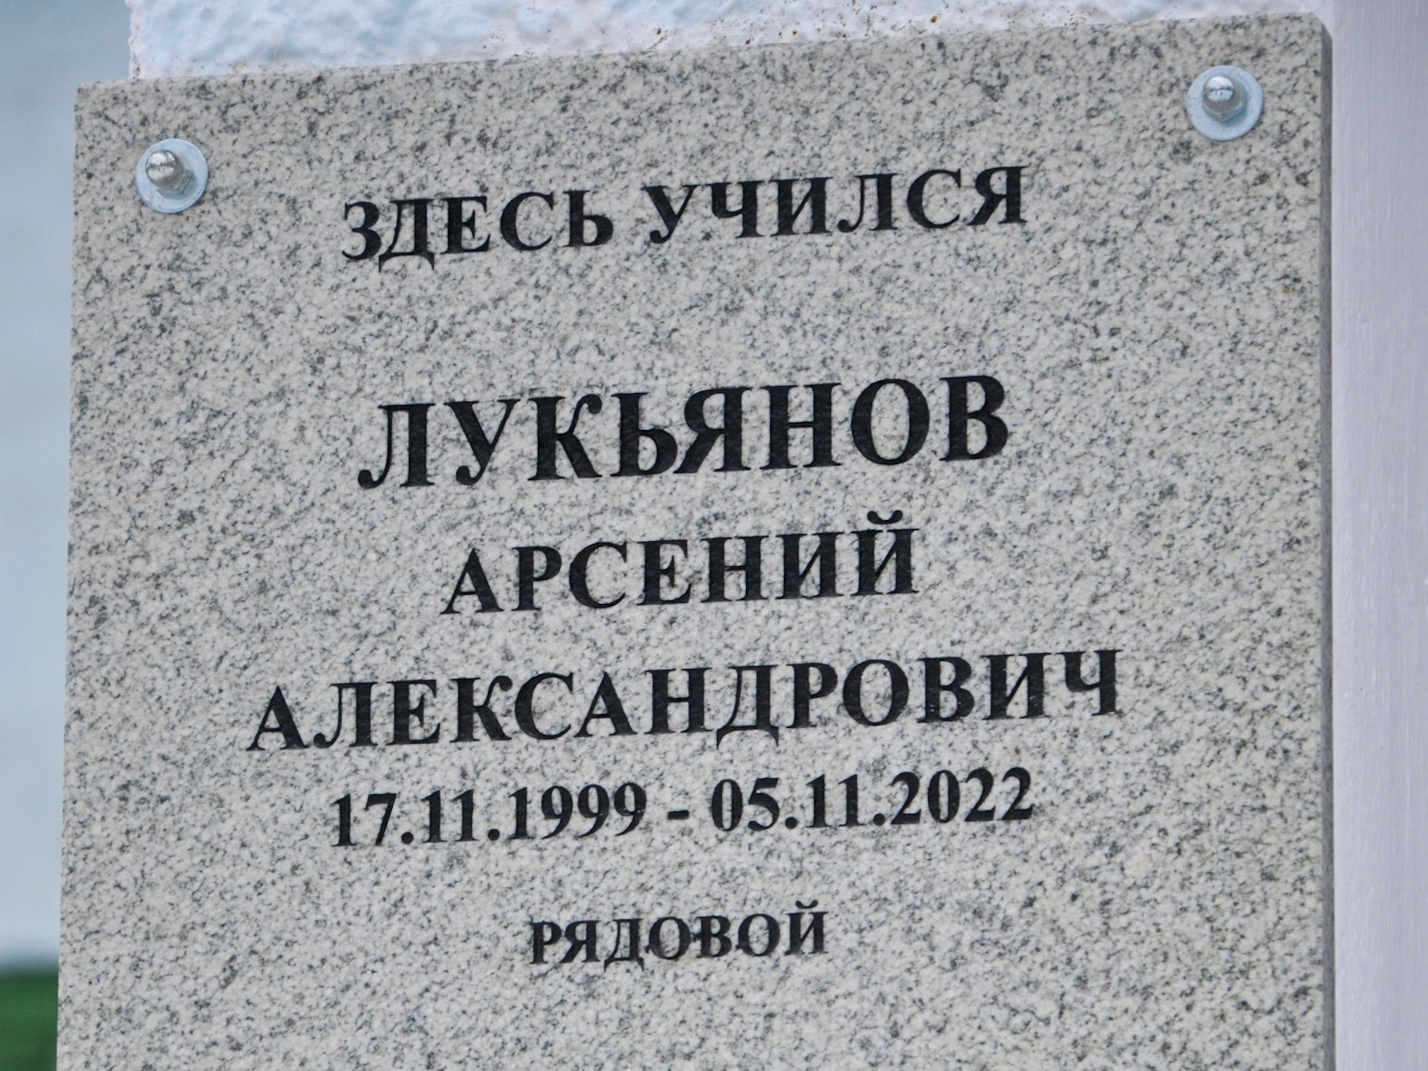 ЗДЕСЬ УЧИЛСЯ
ЛУКЬЯНОВ
АРСЕНИЙ
АЛЕКСАНДРОВИЧ
17.11.1999 - 05.11.2022
РЯДОВОЙ